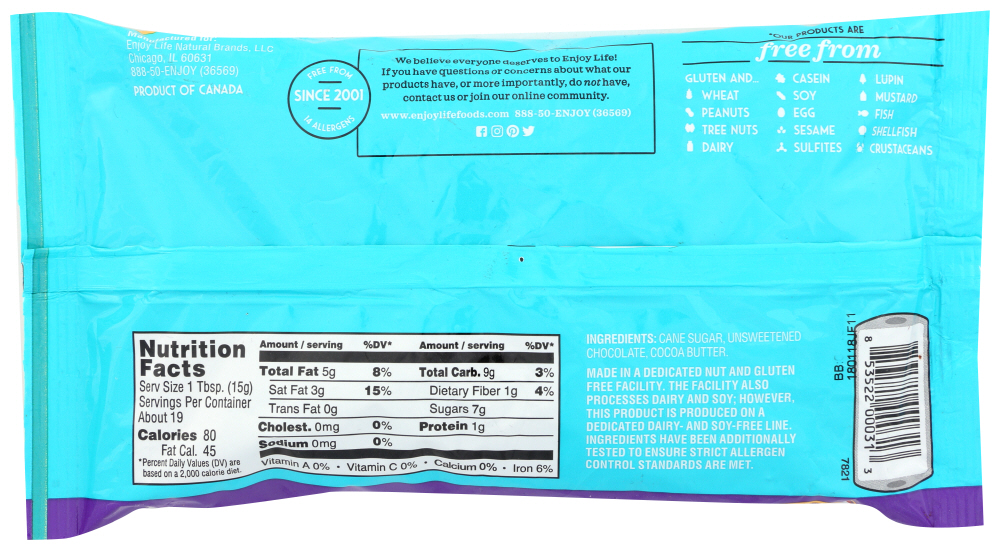 Manufactured for:
Enjoy Life Natural Brands, LLC
Chicago, IL 60631
888-50-ENJOY (36569)
PRODUCT OF CANADA
FREE FROM
SINCE 2001
14 ALLERGENS
We believe everyone deserves to Enjoy Life!
If you have questions or concerns about what our
products have, or more importantly, do not have,
contact us or join our online community.
www.enjoylifefoods.com 888-50-ENJOY (36569)
*OUR PRODUCTS ARE
free from
GLUTEN AND...
WHEAT
PEANUTS
TREE NUTS
DAIRY
CASEIN
SOY
EGG
SESAME
SULFITES
LUPIN
MUSTARD
FISH
SHELLFISH
CRUSTACEANS
Nutrition
Facts
Serv Size 1 Tbsp. (15g)
Servings Per Container
About 19
Calories 80
Fat Cal. 45
*Percent Daily Values (DV) are
based on a 2,000 calorie diet.
Amount / serving %DV* Amount / serving %DV*
Total Fat 5g 8% Total Carb. 9g 3%
Sat Fat 3g 15% Dietary Fiber 1g 4%
Trans Fat 0g Sugars 7g
Cholest. 0mg 0% Protein 1g
Sodium 0mg 0%
Vitamin A 0% • Vitamin C 0% • Calcium 0% • Iron 6%
INGREDIENTS: CANE SUGAR, UNSWEETENED
CHOCOLATE, COCOA BUTTER.
MADE IN A DEDICATED NUT AND GLUTEN
FREE FACILITY. THE FACILITY ALSO
PROCESSES DAIRY AND SOY; HOWEVER,
THIS PRODUCT IS PRODUCED ON A
DEDICATED DAIRY- AND SOY-FREE LINE.
INGREDIENTS HAVE BEEN ADDITIONALLY
TESTED TO ENSURE STRICT ALLERGEN
CONTROL STANDARDS ARE MET.
BB:
180118JE11
8 53522 00031 3
7821